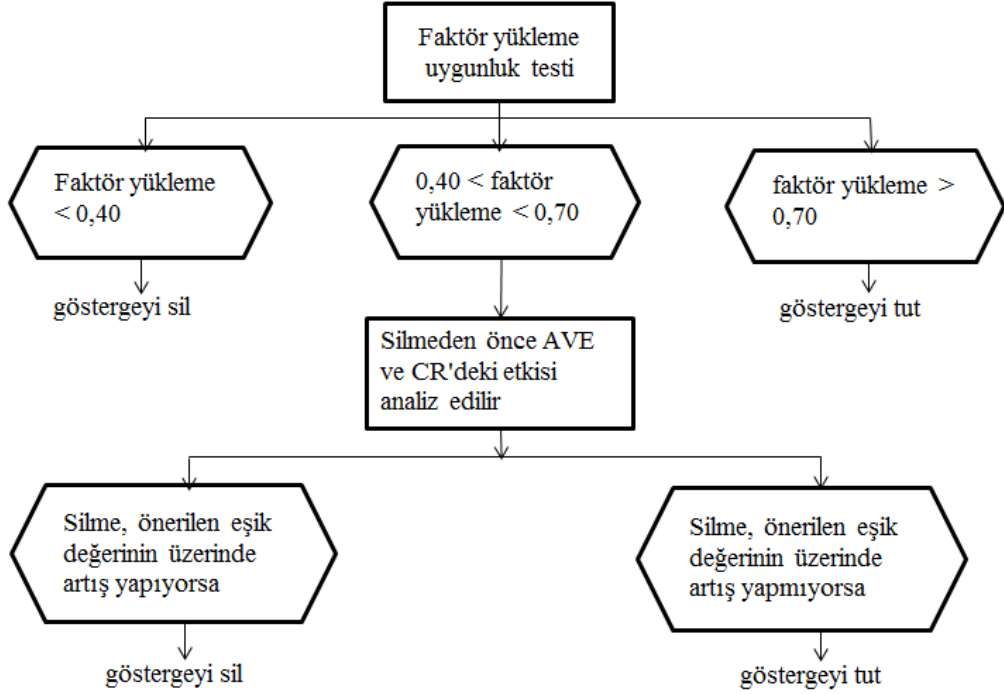 Faktör yükleme
uygunluk testi
Faktör yükleme
< 0,40
0,40 < faktör
yükleme < 0,70
faktör yükleme >
0,70
göstergeyi sil
göstergeyi tut
Silmeden önce AVE
ve CR'deki etkisi
analiz edilir
Silme, önerilen eşik
değerinin üzerinde
artış yapıyorsa
Silme, önerilen eşik
değerinin üzerinde
artış yapmıyorsa
göstergeyi sil
göstergeyi tut